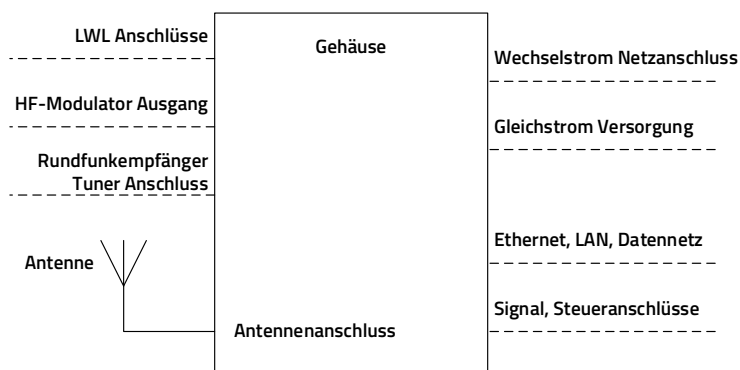 LWL Anschlüsse
HF-Modulator Ausgang
Rundfunkempfänger
Tuner Anschluss
Antenne
Gehäuse
Antennenanschluss
Wechselstrom Netzanschluss
Gleichstrom Versorgung
Ethernet, LAN, Datennetz
Signal, Steueranschlüsse